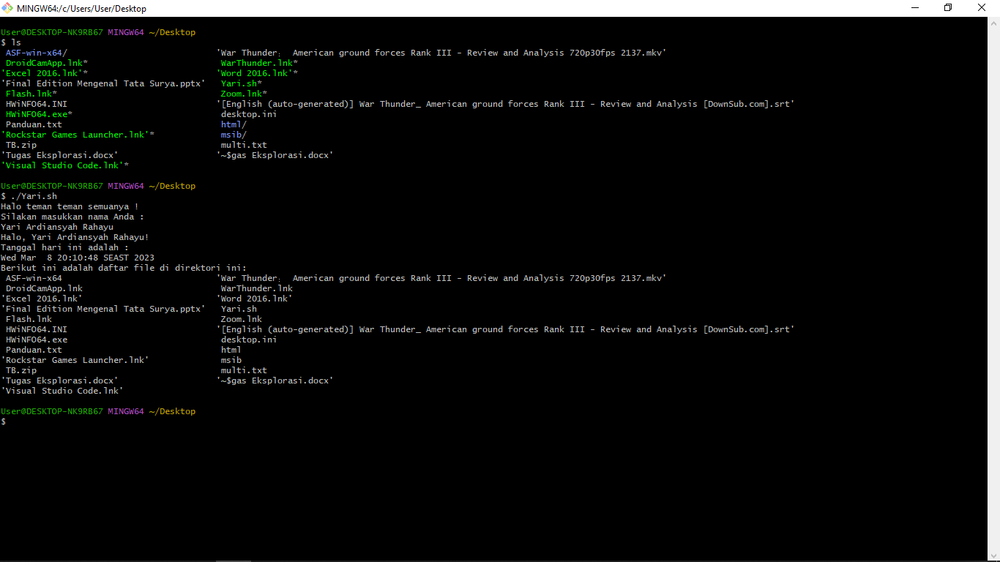 MINGW64:/c/Users/User/Desktop
User@DESKTOP-NK9RB67 MINGW64 ~/Desktop
$ ls
 ASF-win-x64/                             'War Thunder： American ground forces Rank III - Review and Analysis 720p30fps 2137.mkv'
 DroidCamApp.lnk*                          WarThunder.lnk*
'Excel 2016.lnk'*                         'Word 2016.lnk'*
'Final Edition Mengenal Tata Surya.pptx'   Yari.sh*
 Flash.lnk*                                Zoom.lnk*
 HWiNFO64.INI                             '[English (auto-generated)] War Thunder_ American ground forces Rank III - Review and Analysis [DownSub.com].srt'
 HWiNFO64.exe*                             desktop.ini
 Panduan.txt                               html/
'Rockstar Games Launcher.lnk'*             msib/
 TB.zip                                    multi.txt
'Tugas Eksplorasi.docx'                   '~$gas Eksplorasi.docx'
'Visual Studio Code.lnk'*
User@DESKTOP-NK9RB67 MINGW64 ~/Desktop
$ ./Yari.sh
Halo teman teman semuanya !
Silakan masukkan nama Anda :
Yari Ardiansyah Rahayu
Halo, Yari Ardiansyah Rahayu!
Tanggal hari ini adalah :
Wed Mar  8 20:10:48 SEAST 2023
Berikut ini adalah daftar file di direktori ini:
 ASF-win-x64                              'War Thunder： American ground forces Rank III - Review and Analysis 720p30fps 2137.mkv'
 DroidCamApp.lnk                           WarThunder.lnk
'Excel 2016.lnk'                          'Word 2016.lnk'
'Final Edition Mengenal Tata Surya.pptx'   Yari.sh
 Flash.lnk                                 Zoom.lnk
 HWiNFO64.INI                             '[English (auto-generated)] War Thunder_ American ground forces Rank III - Review and Analysis [DownSub.com].srt'
 HWiNFO64.exe                              desktop.ini
 Panduan.txt                               html
'Rockstar Games Launcher.lnk'              msib
 TB.zip                                    multi.txt
'Tugas Eksplorasi.docx'                   '~$gas Eksplorasi.docx'
'Visual Studio Code.lnk'
User@DESKTOP-NK9RB67 MINGW64 ~/Desktop
$